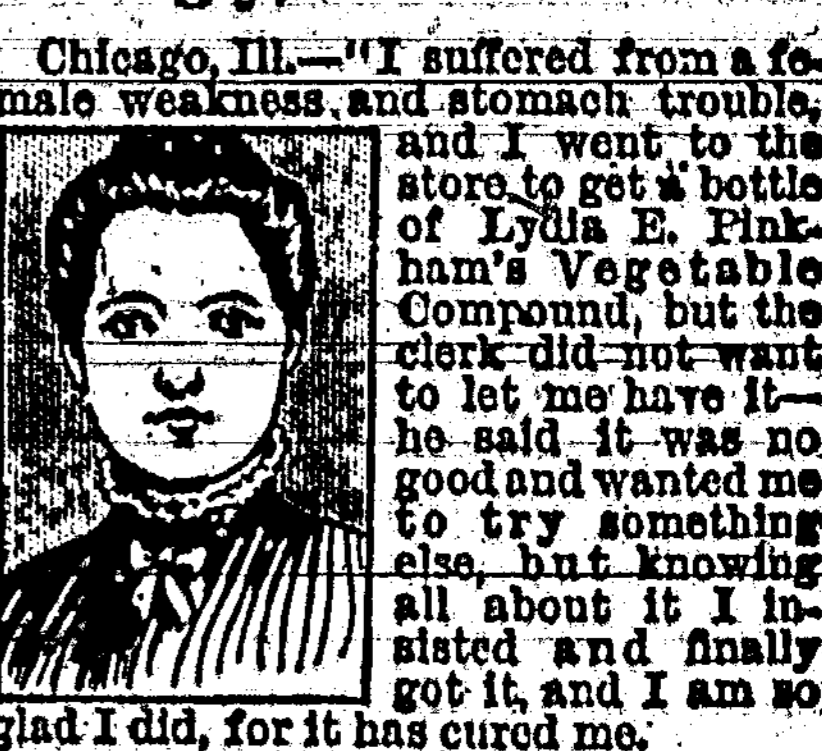 Chicago, Ill.—"I suffered from a fe-
male weakness and stomach trouble,
and I went to the
store to get a bottle
of Lydia E. Pink-
ham's Vegetable
Compound, but the
clerk did not want
to let me have it—
he said it was no
good and wanted me
to try something
else, but knowing
all about it I in-
sisted and finally
got it, and I am so
glad I did, for it has cured me.